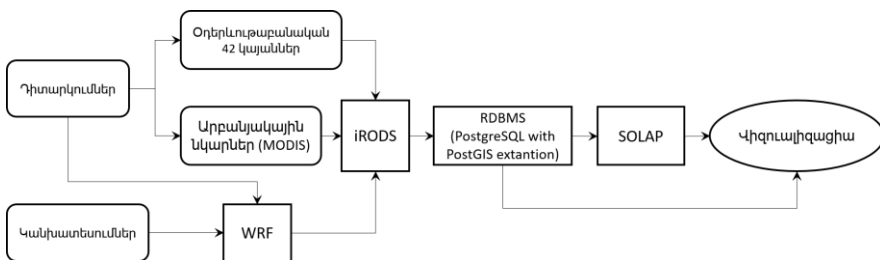 Օդերևութաբանական
42 կայաններ
Դիտարկումներ
Արբանյակային
նկարներ (MODIS)
iRODS
RDBMS
(PostgreSQL with
PostGIS extantion)
SOLAP
Վիզուալիզացիա
Կանխատեսումներ
WRF